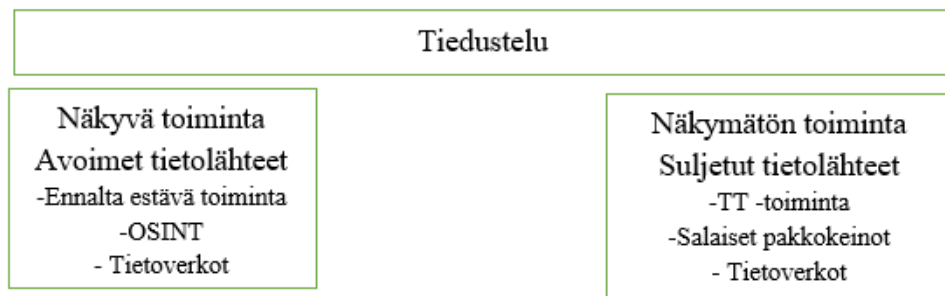 Tiedustelu
Näkyvä toiminta
Avoimet tietolähteet
-Ennalta estävä toiminta
-OSINT
- Tietoverkot
Näkymätön toiminta
Suljetut tietolähteet
-TT -toiminta
-Salaiset pakkokeinot
- Tietoverkot